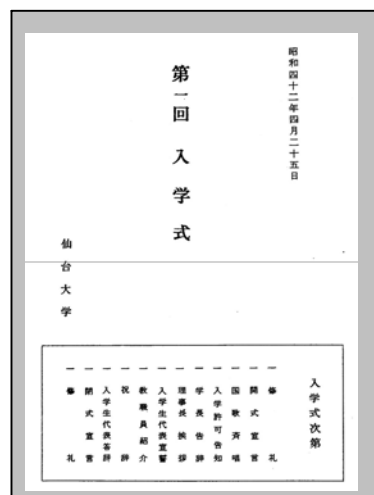 昭和四十二年四月二十五日
第一回入学式
仙台大学
入学式次第
一修礼
一開式宣言
一国歌斉唱
一入学許可告知
一学長告辞
一理事長挨拶
一入学生代表宣誓
一教職員紹介
一祝辞
一入学生代表答辞
一閉式宣言
一修礼